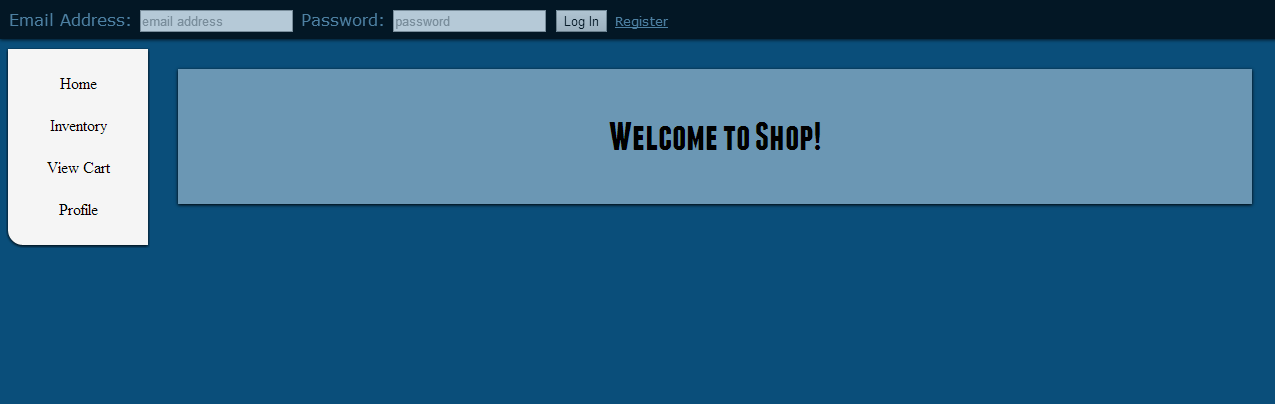 Email Address: email address Password: password Log In Register
Home
Inventory
View Cart
Profile
Welcome to Shop!